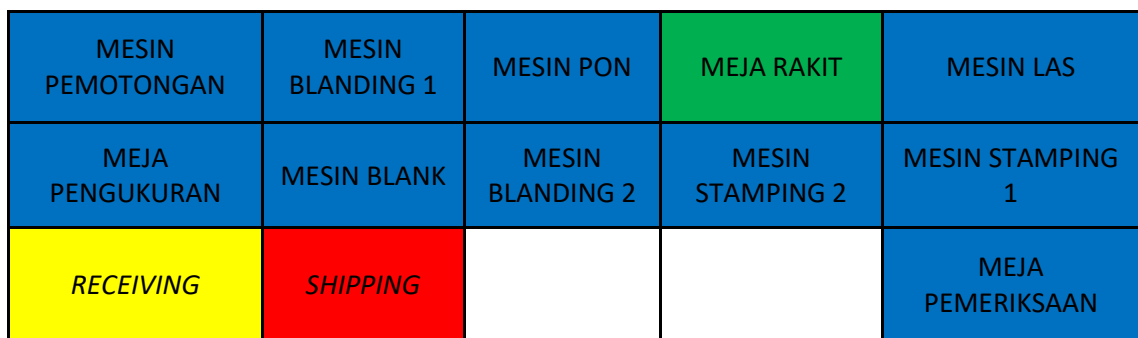 MESIN
PEMOTONGAN
MESIN
BLANDING 1
MESIN PON
MEJA RAKIT
MESIN LAS
MEJA
PENGUKURAN
MESIN BLANK
MESIN
BLANDING 2
MESIN
STAMPING 2
MESIN STAMPING
1
RECEIVING
SHIPPING
MEJA
PEMERIKSAAN